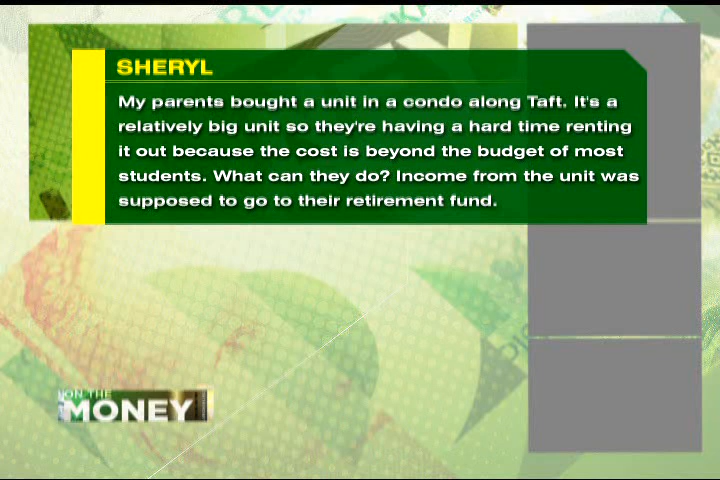 SHERYL
My parents bought a unit in a condo along Taft. It's a
relatively big unit so they're having a hard time renting
it out because the cost is beyond the budget of most
students. What can they do? Income from the unit was
supposed to go to their retirement fund.
ON THE
MONEY